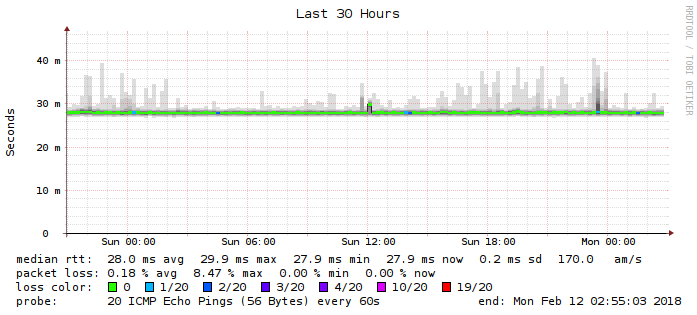 Last 30 Hours
RRDTOOL / TOBI OETIKER
Seconds
40 m
30 m
20 m
10 m
0
Sun 00:00 Sun 06:00 Sun 12:00 Sun 18:00 Mon 00:00
median rtt: 28.0 ms avg 29.9 ms max 27.9 ms min 27.9 ms now 0.2 ms sd 170.0 am/s
packet loss: 0.18 % avg 8.47 % max 0.00 % min 0.00 % now
loss color: 0 1/20 2/20 3/20 4/20 10/20 19/20
probe: 20 ICMP Echo Pings (56 Bytes) every 60s end: Mon Feb 12 02:55:03 2018